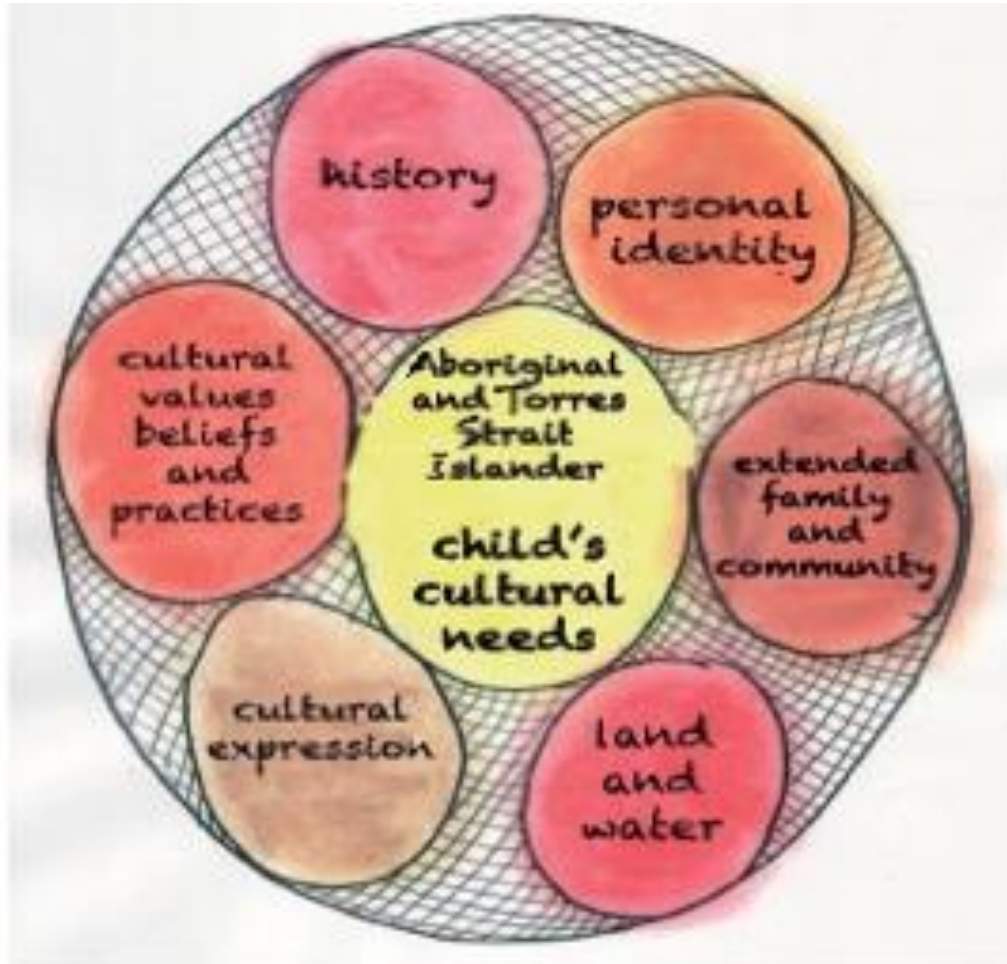 history
personal
identity
cultural
values
beliefs
and
practices
Aboriginal
and Torres
Strait
Islander
child's
cultural
needs
extended
family
and
community
cultural
expression
land
and
water